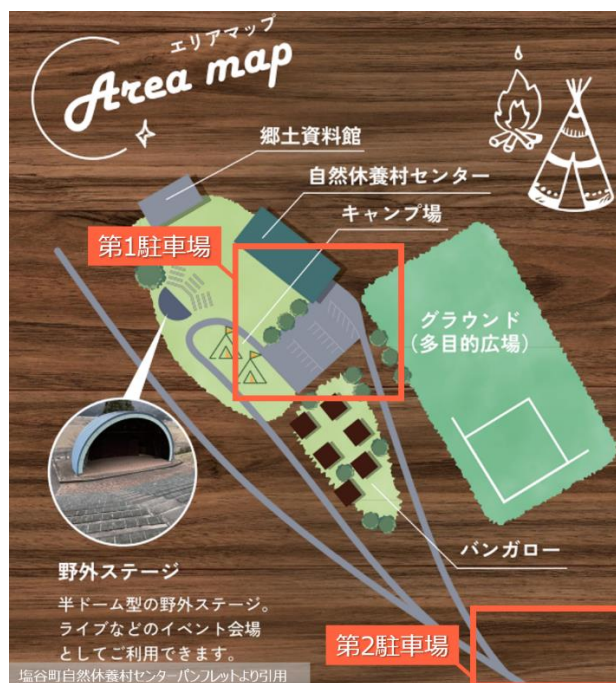 エリアマップ
Area map
郷土資料館
自然休養村センター
キャンプ場
第1駐車場
グラウンド
(多目的広場)
バンガロー
野外ステージ
半ドーム型の野外ステージ。
ライブなどのイベント会場
としてご利用できます。
第2駐車場
塩谷町自然休養村センターパンフレットより引用